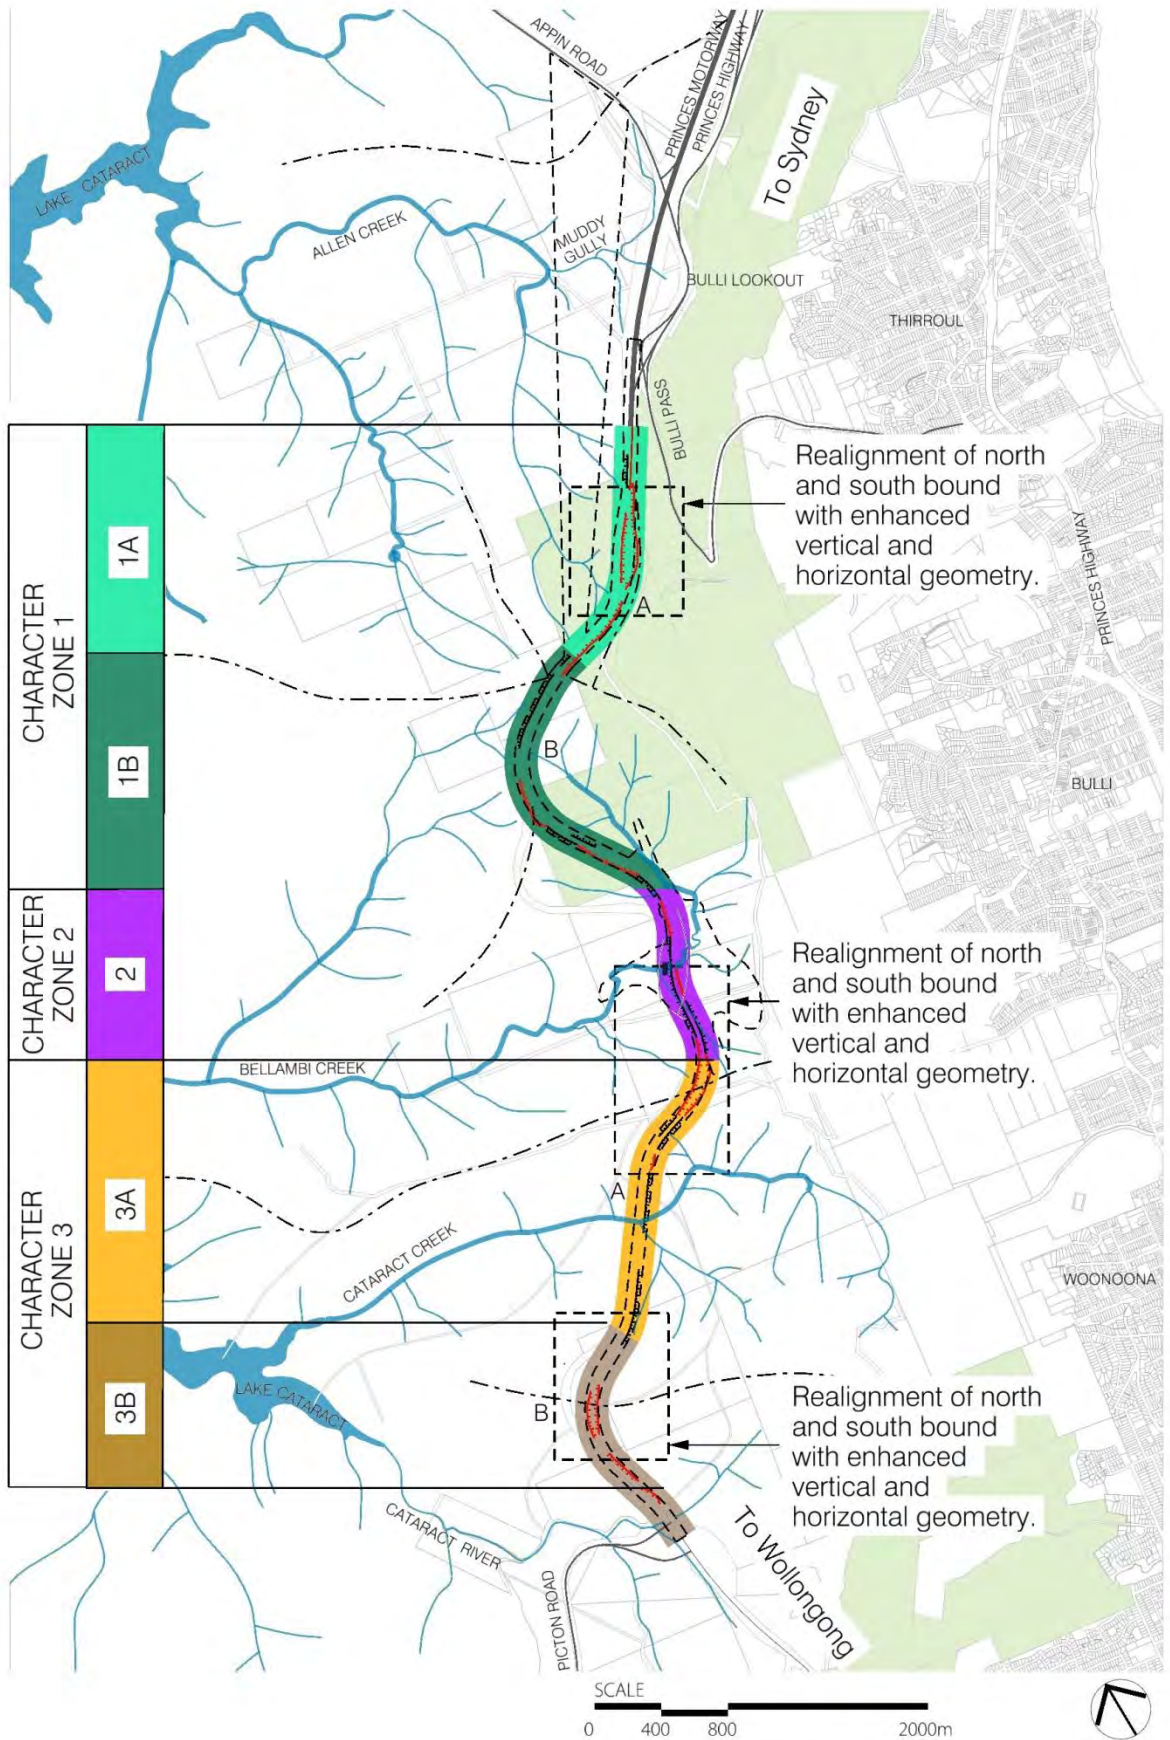 APPIN ROAD
PRINCES MOTORWAY
PRINCES HIGHWAY
To Sydney
LAKE CATARACT
ALLEN CREEK
MUDDY
GULLY
BULLI LOOKOUT
THIRROUL
BULLI PASS
CHARACTER
ZONE 1
1A
1B
Realignment of north
and south bound
with enhanced
vertical and
horizontal geometry.
PRINCES HIGHWAY
A
B
BULLI
CHARACTER
ZONE 2
2
Realignment of north
and south bound
with enhanced
vertical and
horizontal geometry.
BELLAMBI CREEK
CHARACTER
ZONE 3
3A
3B
A
CATARACT CREEK
WOONOONA
LAKE CATARACT
B
Realignment of north
and south bound
with enhanced
vertical and
horizontal geometry.
CATARACT RIVER
PICTON ROAD
To Wollongong
SCALE
0 400 800 2000m